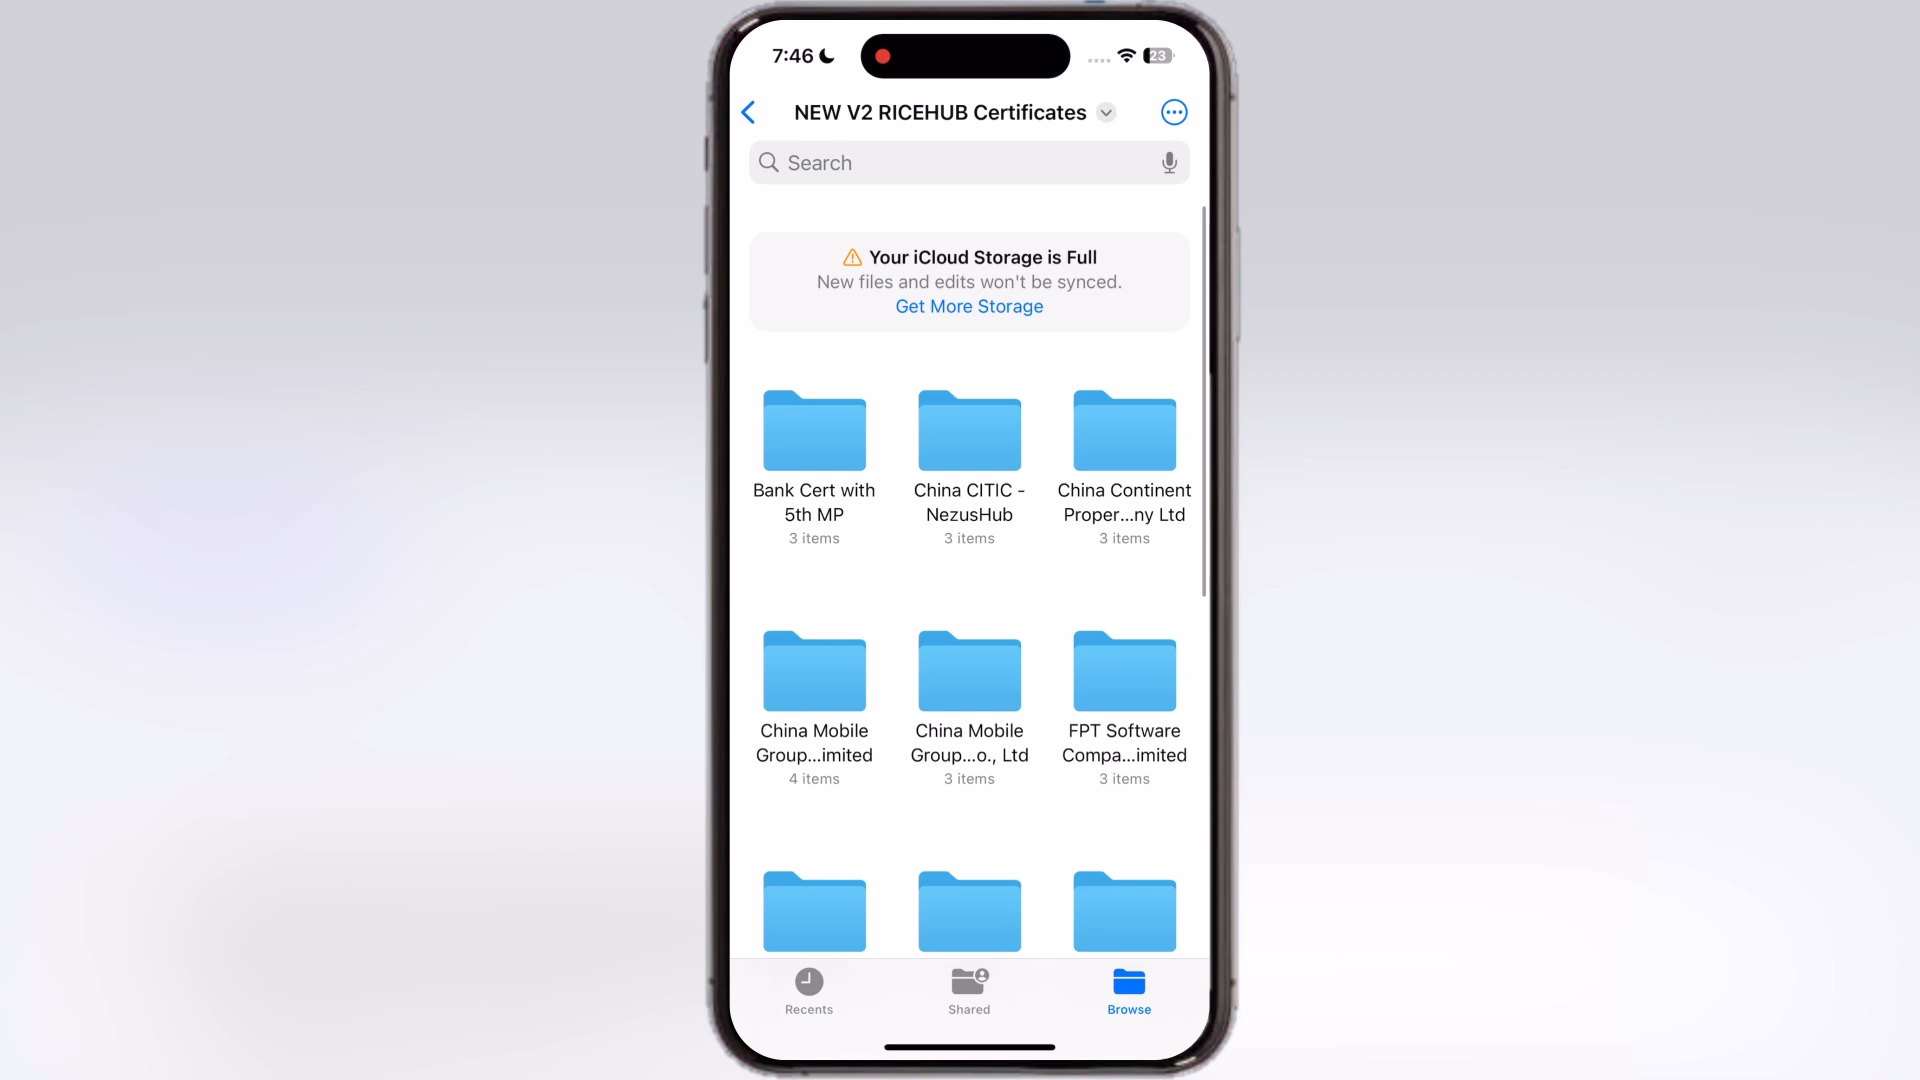 7:46
23
NEW V2 RICEHUB Certificates
Search
Your iCloud Storage is Full
New files and edits won't be synced.
Get More Storage
Bank Cert with
5th MP
3 items
China CITIC -
NezusHub
3 items
China Continent
Proper...ny Ltd
3 items
China Mobile
Group...imited
4 items
China Mobile
Group...o., Ltd
3 items
FPT Software
Compa...imited
3 items
Recents
Shared
Browse